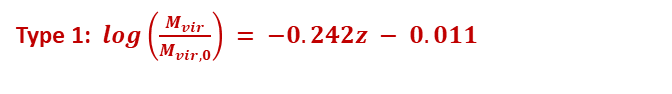 Type 1: log (M_vir / M_vir,0) = −0.242z − 0.011